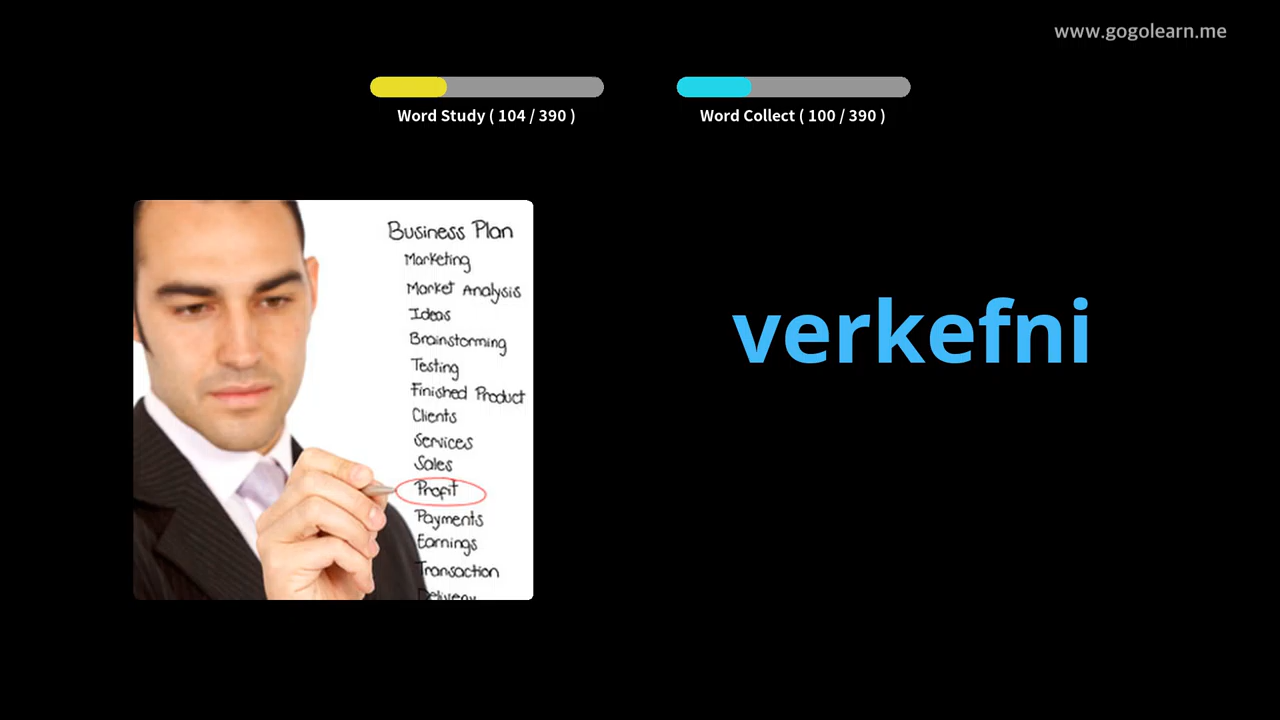 www.gogolearn.me
Word Study ( 104 / 390 )
Word Collect ( 100 / 390 )
Business Plan
Marketing
Market Analysis
Ideas
Brainstorming
Testing
Finished Product
Clients
Services
Sales
Profit
Payments
Earnings
Transaction
Delivery
verkefni